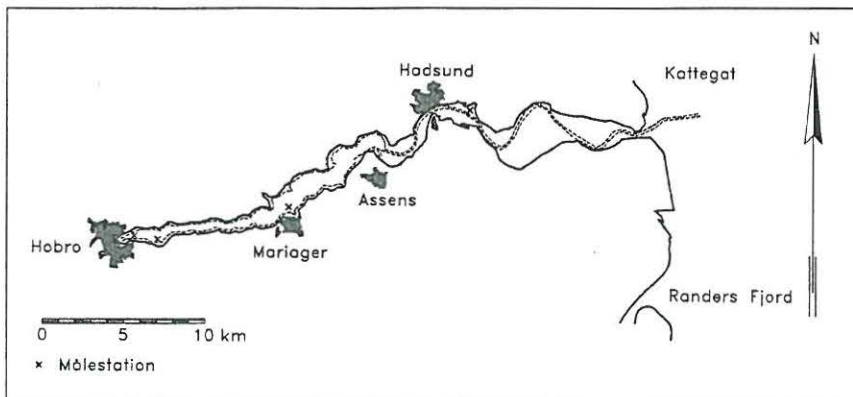 N
Hadsund
Kattegat
Assens
Hobro
Mariager
Randers Fjord
0 5 10 km
× Målestation